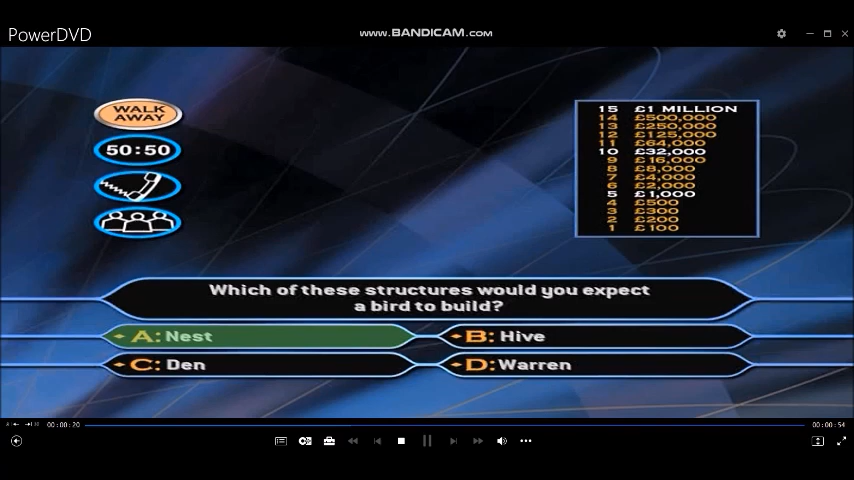 PowerDVD
www.BANDICAM.com
WALK
AWAY
50:50
15 £1 MILLION
14 £500,000
13 £250,000
12 £125,000
11 £64,000
10 £32,000
9 £16,000
8 £8,000
7 £4,000
6 £2,000
5 £1,000
4 £500
3 £300
2 £200
1 £100
Which of these structures would you expect
a bird to build?
A: Nest
B: Hive
C: Den
D: Warren
00:00:20
00:00:54